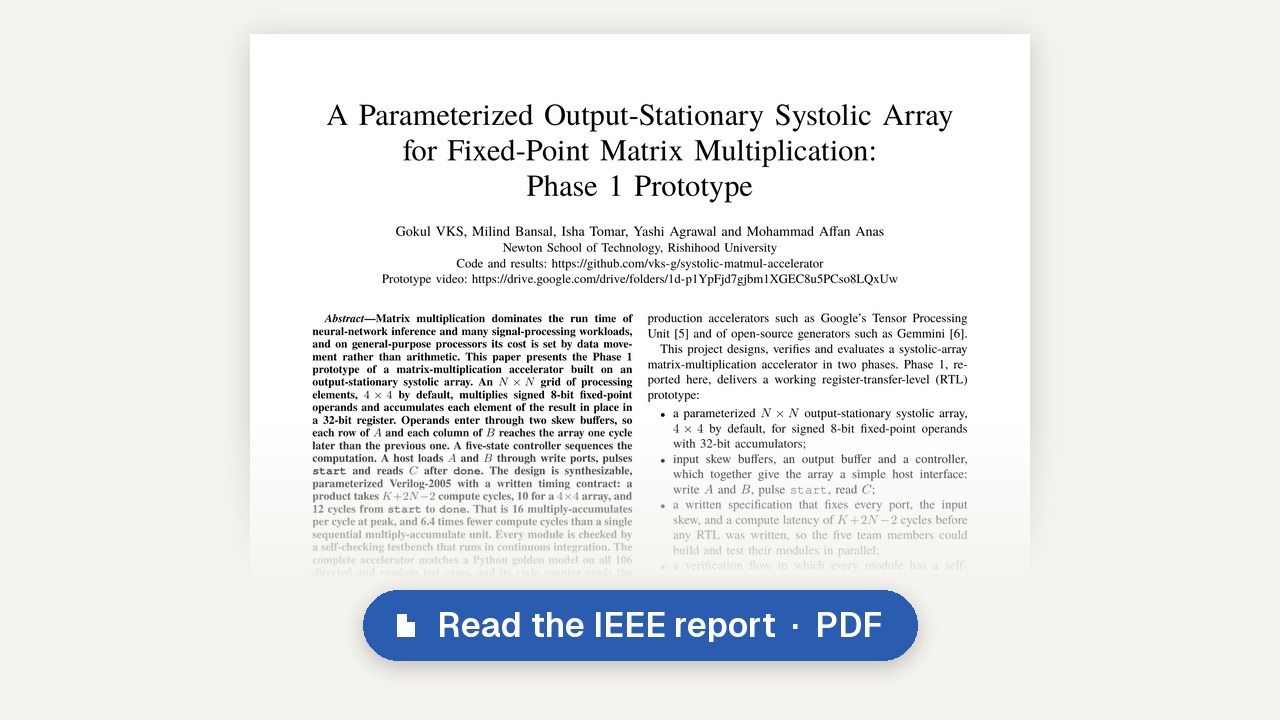 A Parameterized Output-Stationary Systolic Array
for Fixed-Point Matrix Multiplication:
Phase 1 Prototype
Gokul VKS, Milind Bansal, Isha Tomar, Yashi Agrawal and Mohammad Affan Anas
Newton School of Technology, Rishihood University
Code and results: https://github.com/vks-g/systolic-matmul-accelerator
Prototype video: https://drive.google.com/drive/folders/1d-p1YpFjd7gjbm1XGEC8u5PCso8LQxUw
Abstract—Matrix multiplication dominates the run time of
neural-network inference and many signal-processing workloads,
and on general-purpose processors its cost is set by data move-
ment rather than arithmetic. This paper presents the Phase 1
prototype of a matrix-multiplication accelerator built on an
output-stationary systolic array. An N × N grid of processing
elements, 4 × 4 by default, multiplies signed 8-bit fixed-point
operands and accumulates each element of the result in place in
a 32-bit register. Operands enter through two skew buffers, so
each row of A and each column of B reaches the array one cycle
later than the previous one. A five-state controller sequences the
computation. A host loads A and B through write ports, pulses
start and reads C after done. The design is synthesizable,
parameterized Verilog-2005 with a written timing contract: a
product takes K+2N−2 compute cycles, 10 for a 4×4 array, and
12 cycles from start to done. That is 16 multiply-accumulates
per cycle at peak, and 6.4 times fewer compute cycles than a single
sequential multiply-accumulate unit. Every module is checked by
a self-checking testbench that runs in continuous integration. The
complete accelerator matches a Python golden model on all 106
directed and random test cases, and its cycle counter reads the
production accelerators such as Google's Tensor Processing
Unit [5] and of open-source generators such as Gemmini [6].
This project designs, verifies and evaluates a systolic-array
matrix-multiplication accelerator in two phases. Phase 1, re-
ported here, delivers a working register-transfer-level (RTL)
prototype:
• a parameterized N × N output-stationary systolic array,
4 × 4 by default, for signed 8-bit fixed-point operands
with 32-bit accumulators;
• input skew buffers, an output buffer and a controller,
which together give the array a simple host interface:
write A and B, pulse start, read C;
• a written specification that fixes every port, the input
skew, and a compute latency of K+2N−2 cycles before
any RTL was written, so the five team members could
build and test their modules in parallel;
• a verification flow in which every module has a self-
Read the IEEE report · PDF